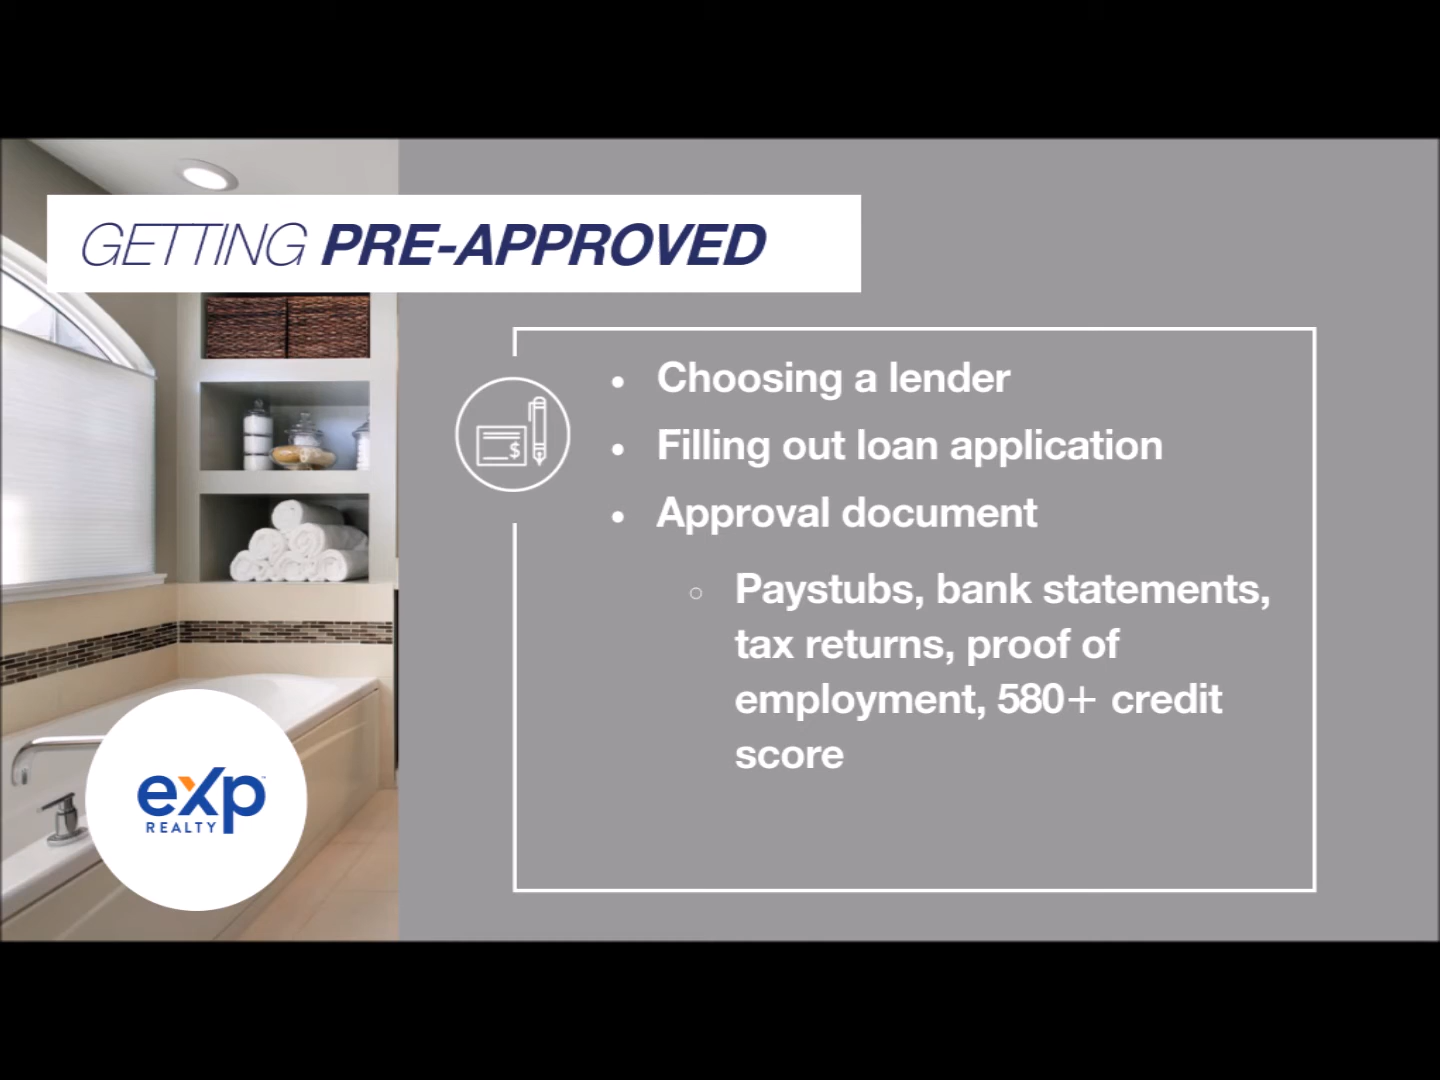 GETTING PRE-APPROVED
• Choosing a lender
• Filling out loan application
$
• Approval document
○ Paystubs, bank statements,
tax returns, proof of
employment, 580+ credit
score
eXp
REALTY